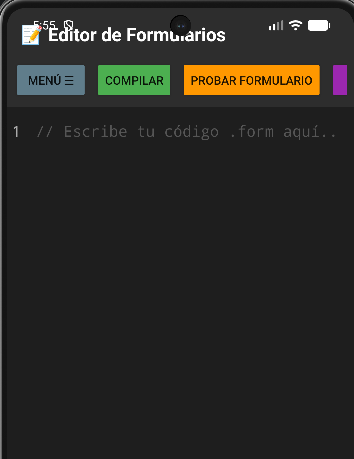 5:55
📝 Editor de Formularios
MENÚ ☰ COMPILAR PROBAR FORMULARIO
1 // Escribe tu código .form aquí..